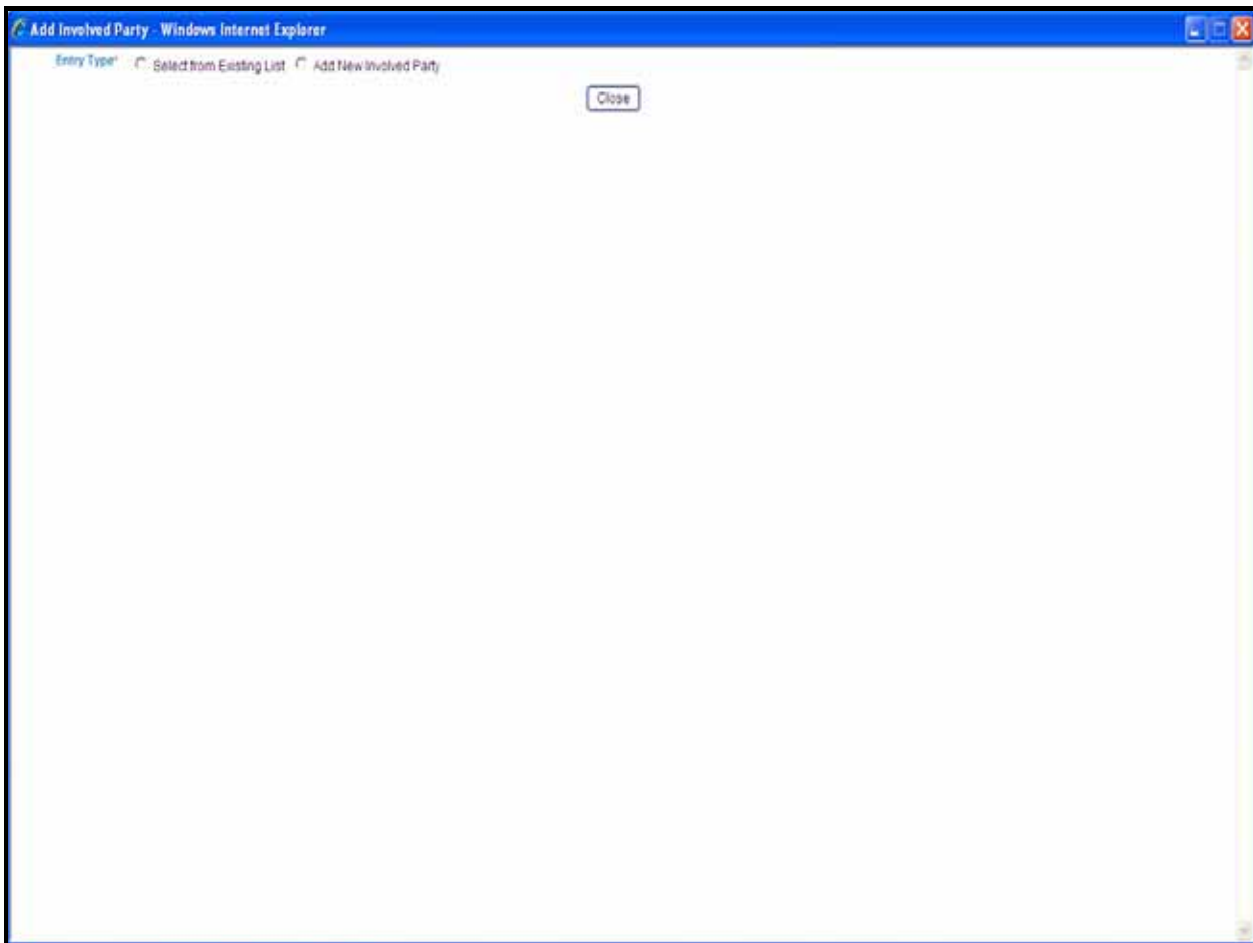 Add Involved Party - Windows Internet Explorer
Entry Type* Select from Existing List Add New Involved Party
Close